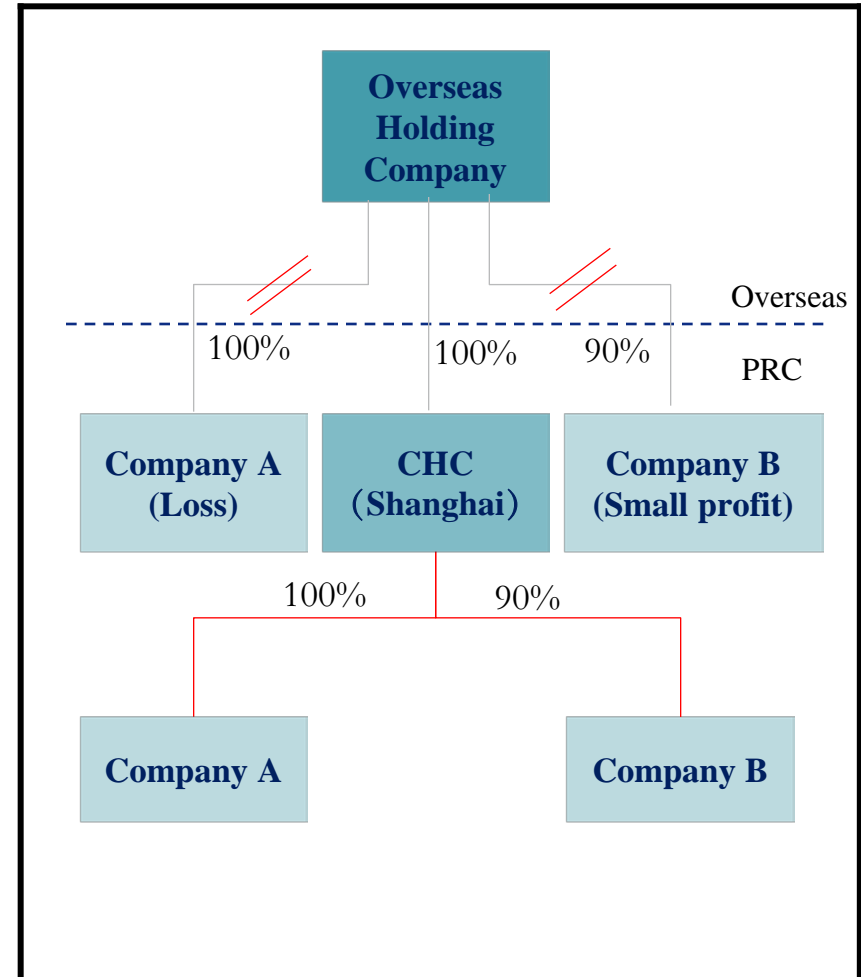 Overseas
Holding
Company
Overseas
100%
100%
90%
PRC
Company A
(Loss)
CHC
（Shanghai）
Company B
(Small profit)
100%
90%
Company A
Company B